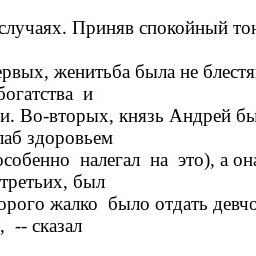 случаях. Приняв спокойный тон
ервых, женитьба была не блестя
богатства и
и. Во-вторых, князь Андрей бы
лаб здоровьем
особенно налегал на это), а она
третьих, был
орого жалко было отдать девчо
, -- сказал